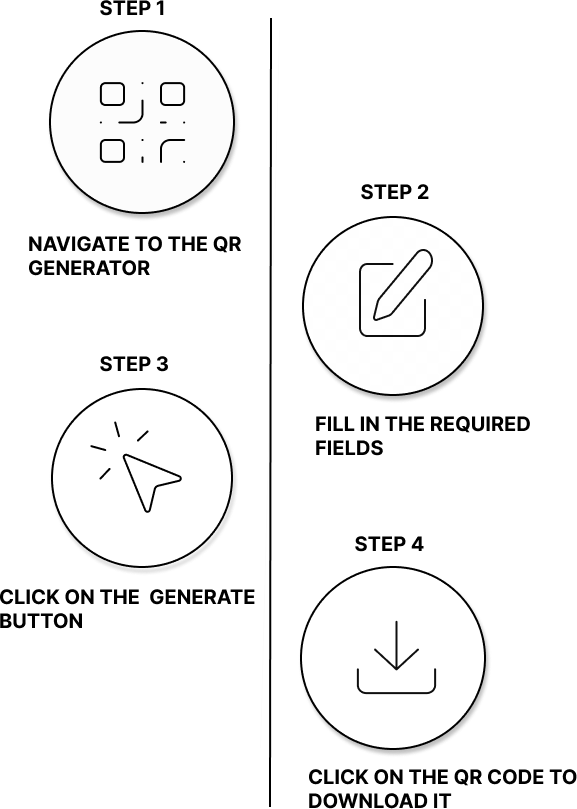 STEP 1
NAVIGATE TO THE QR
GENERATOR
STEP 2
FILL IN THE REQUIRED
FIELDS
STEP 3
CLICK ON THE  GENERATE
BUTTON
STEP 4
CLICK ON THE QR CODE TO
DOWNLOAD IT